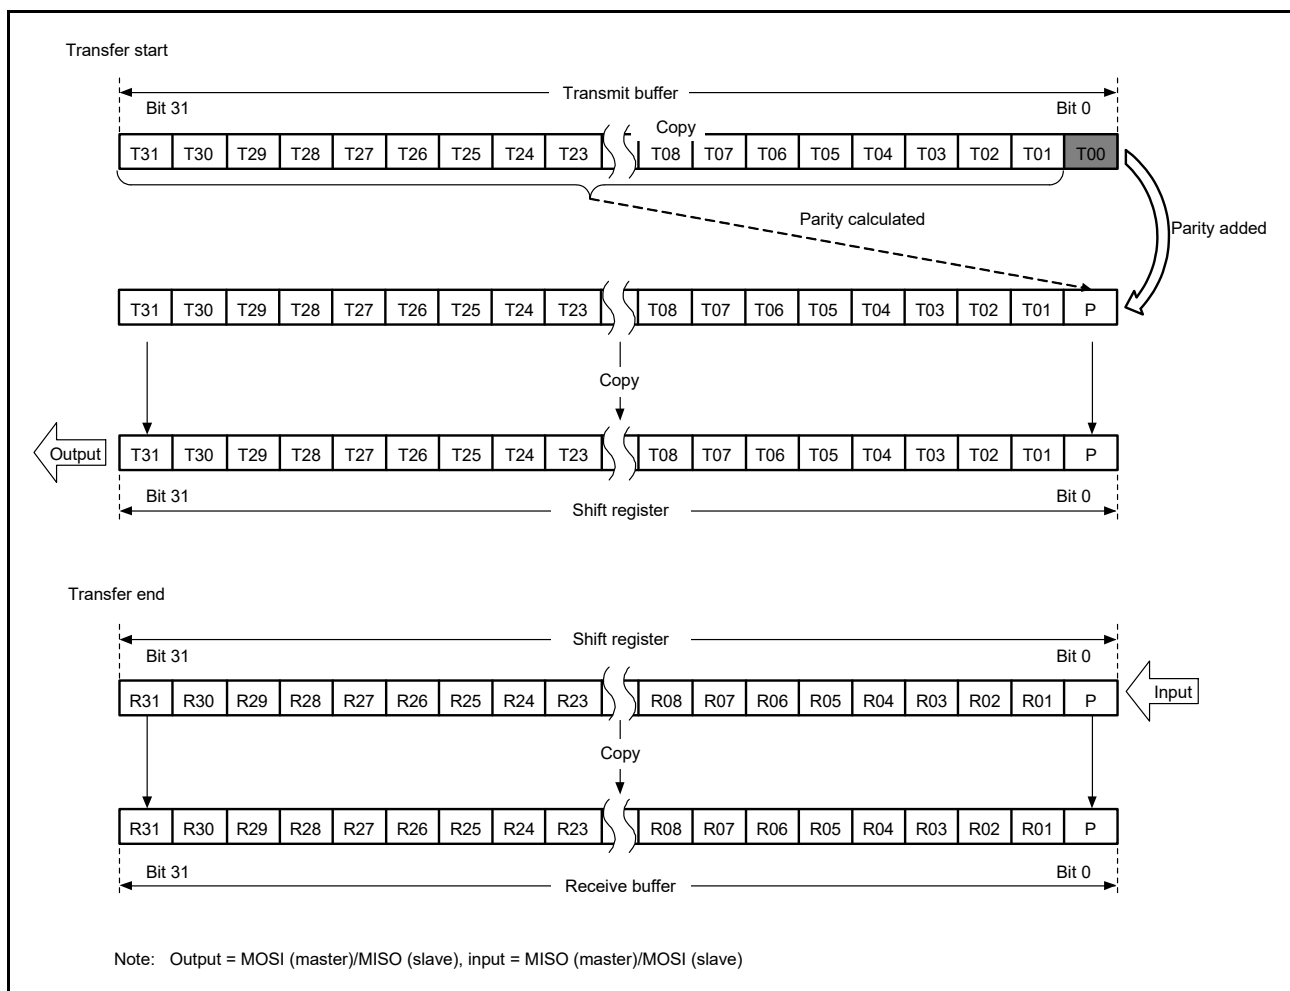 Transfer start
Transmit buffer
Bit 31 Bit 0
Copy
T31 T30 T29 T28 T27 T26 T25 T24 T23 T08 T07 T06 T05 T04 T03 T02 T01 T00
Parity calculated
Parity added
T31 T30 T29 T28 T27 T26 T25 T24 T23 T08 T07 T06 T05 T04 T03 T02 T01 P
Copy
Output T31 T30 T29 T28 T27 T26 T25 T24 T23 T08 T07 T06 T05 T04 T03 T02 T01 P
Bit 31 Bit 0
Shift register
Transfer end
Shift register
Bit 31 Bit 0
R31 R30 R29 R28 R27 R26 R25 R24 R23 R08 R07 R06 R05 R04 R03 R02 R01 P Input
Copy
R31 R30 R29 R28 R27 R26 R25 R24 R23 R08 R07 R06 R05 R04 R03 R02 R01 P
Bit 31 Bit 0
Receive buffer
Note: Output = MOSI (master)/MISO (slave), input = MISO (master)/MOSI (slave)